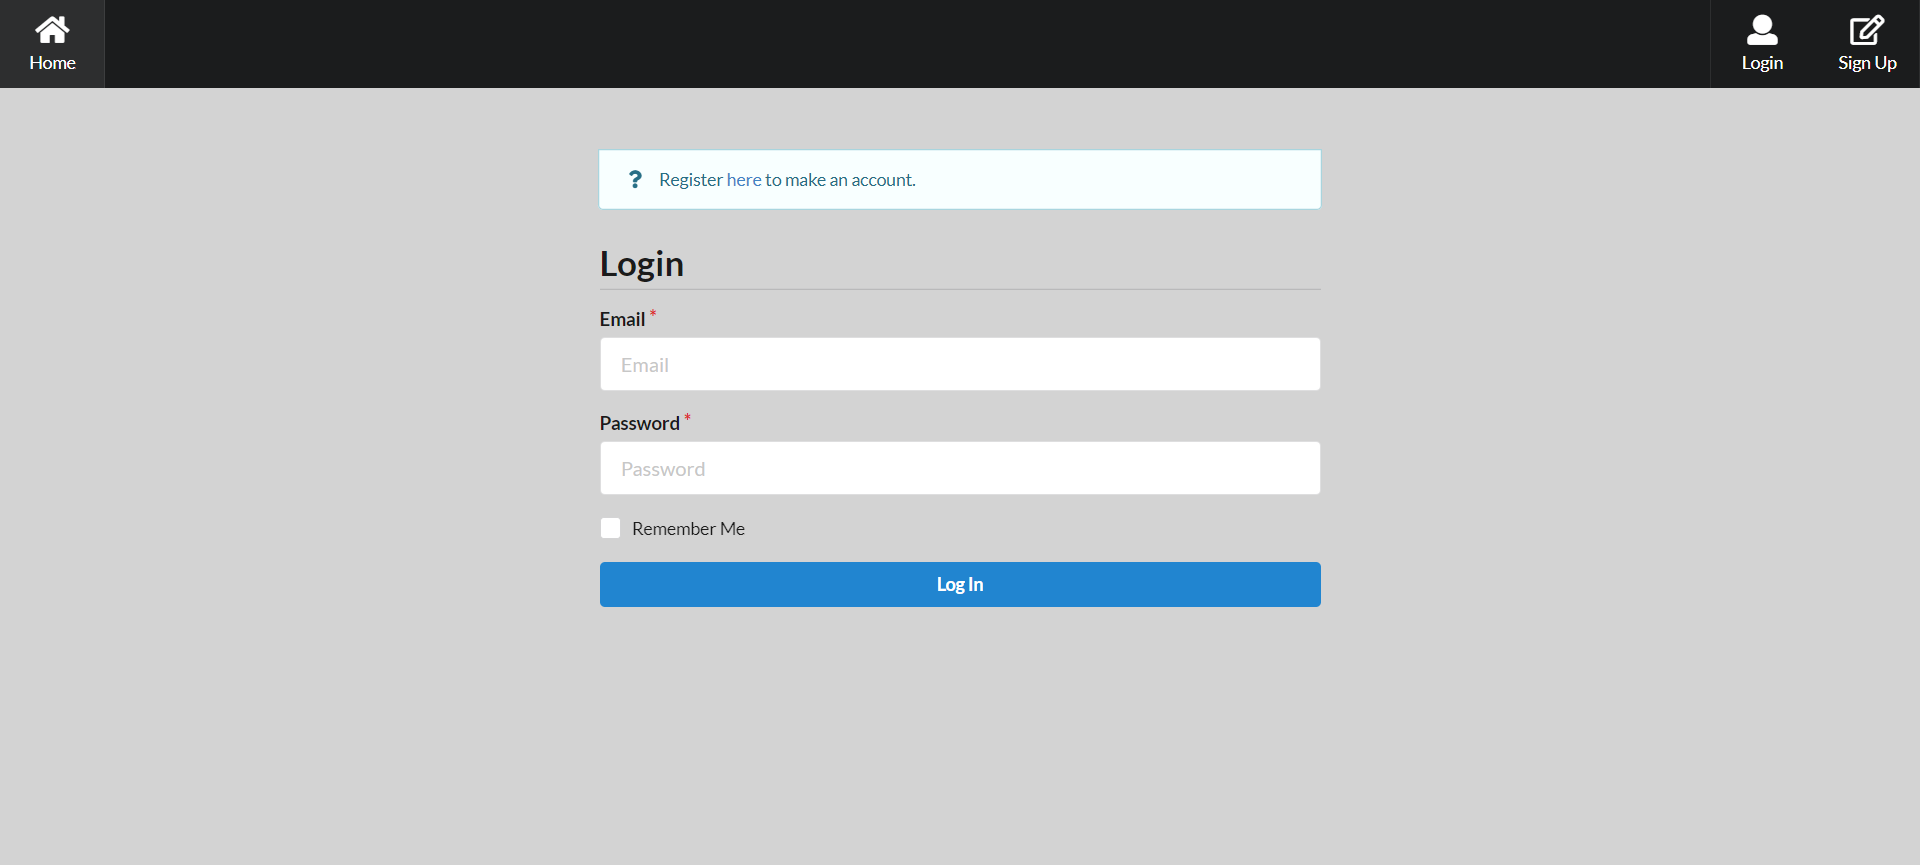 Home
Login
Sign Up
? Register here to make an account.
Login
Email *
Email
Password *
Password
Remember Me
Log In